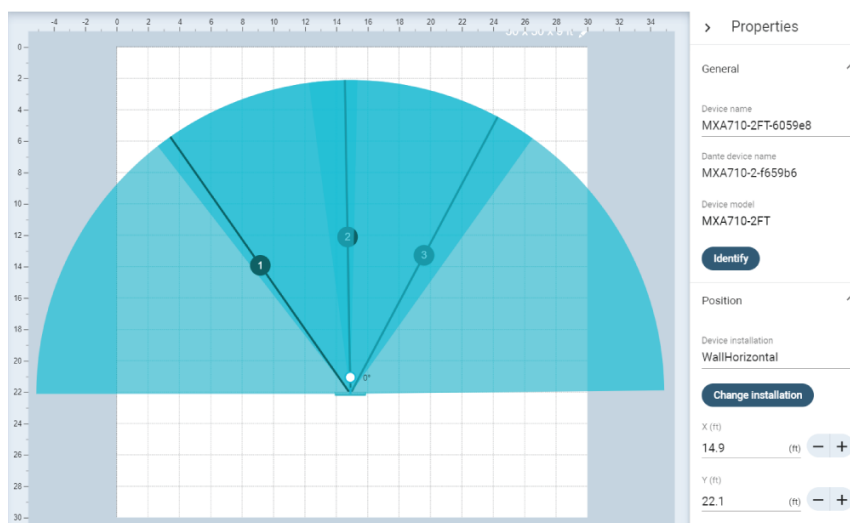 -4 -2 0 2 4 6 8 10 12 14 16 18 20 22 24 26 28 30 32 34
0
2
4
6
8
10
12
14
16
18
20
22
24
26
28
30
1
2
3
0°
Properties
General
Device name
MXA710-2FT-6059e8
Dante device name
MXA710-2-f659b6
Device model
MXA710-2FT
Identify
Position
Device installation
WallHorizontal
Change installation
X (ft)
14.9 (ft) − +
Y (ft)
22.1 (ft) − +